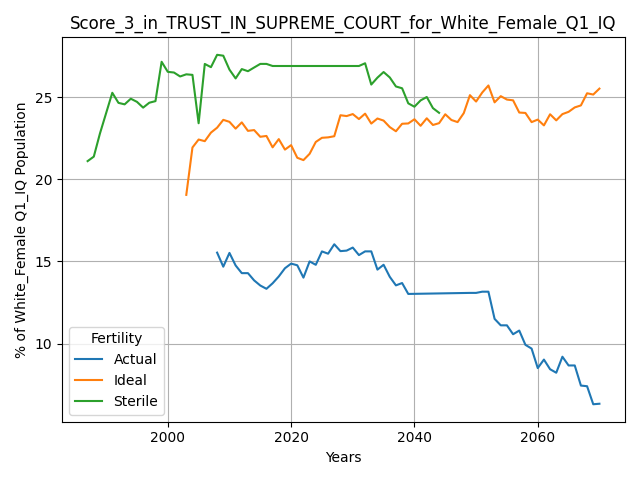 Score_3_in_TRUST_IN_SUPREME_COURT_for_White_Female_Q1_IQ
% of White_Female Q1_IQ Population
25
20
15
10
Fertility
Actual
Ideal
Sterile
2000
2020
2040
2060
Years